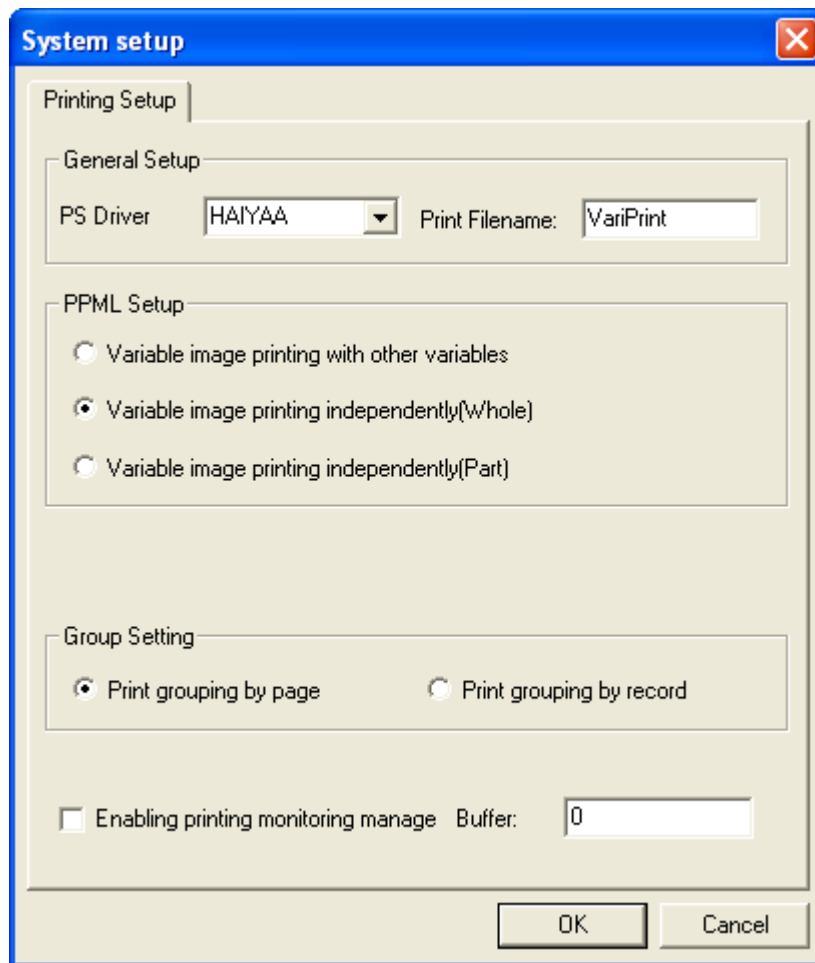 System setup
Printing Setup
General Setup
PS Driver HAIYAA Print Filename: VariPrint
PPML Setup
Variable image printing with other variables
Variable image printing independently(Whole)
Variable image printing independently(Part)
Group Setting
Print grouping by page Print grouping by record
Enabling printing monitoring manage Buffer: 0
OK Cancel